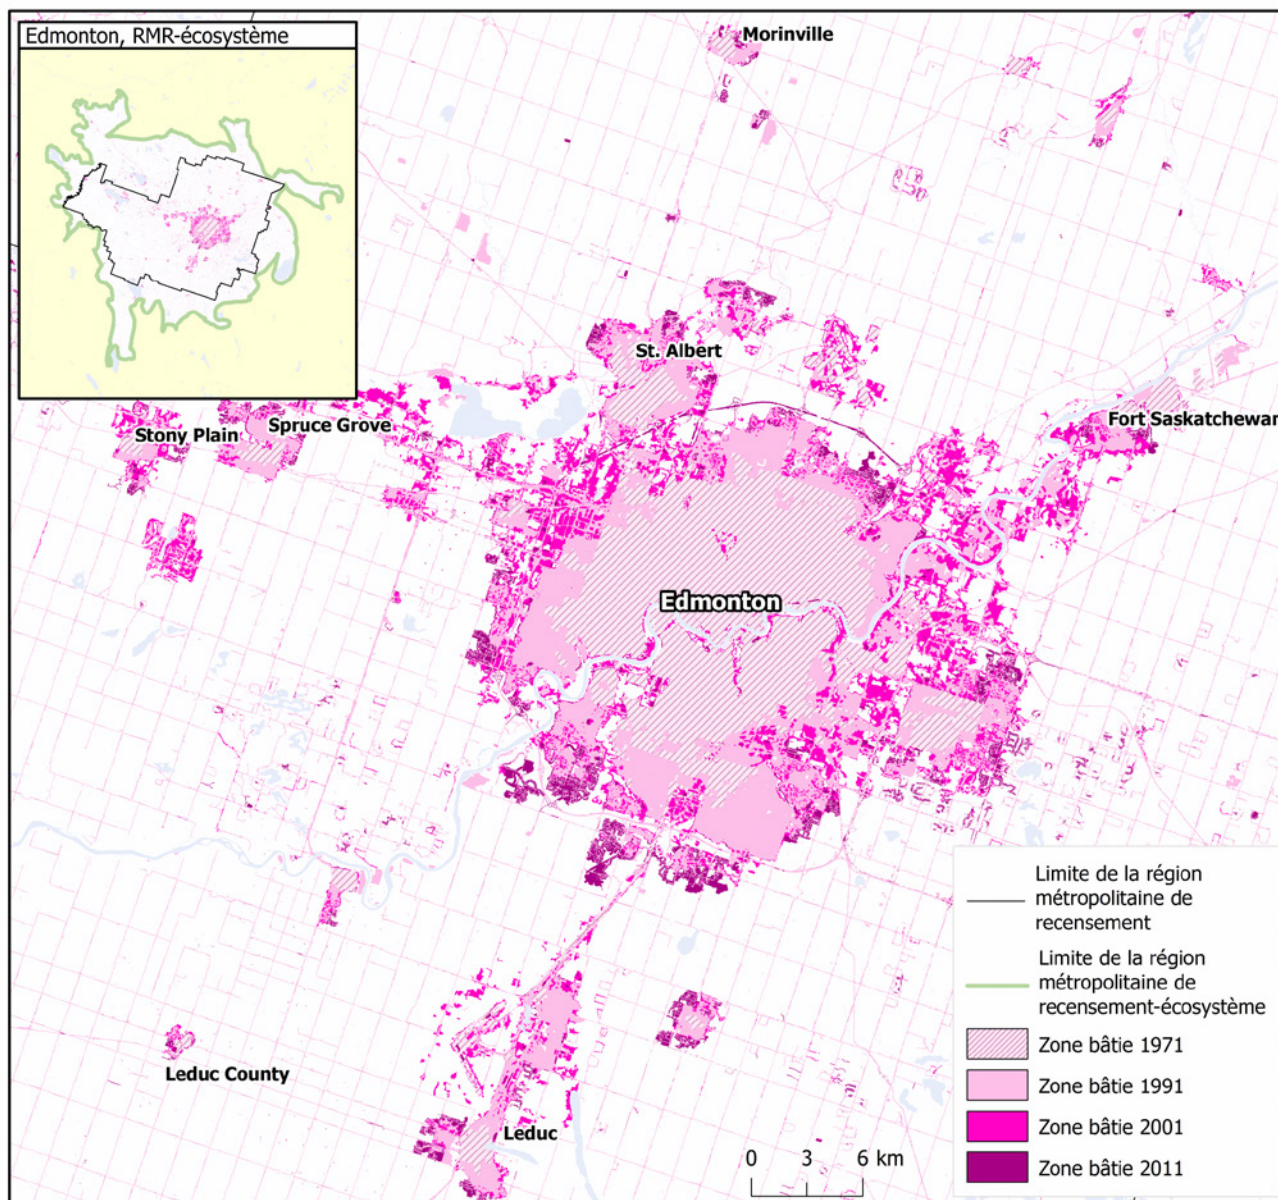 Edmonton, RMR-écosystème
Morinville
St. Albert
Stony Plain
Spruce Grove
Fort Saskatchewan
Edmonton
Leduc County
Leduc
Limite de la région
métropolitaine de
recensement
Limite de la région
métropolitaine de
recensement-écosystème
Zone bâtie 1971
Zone bâtie 1991
Zone bâtie 2001
Zone bâtie 2011
0 3 6 km